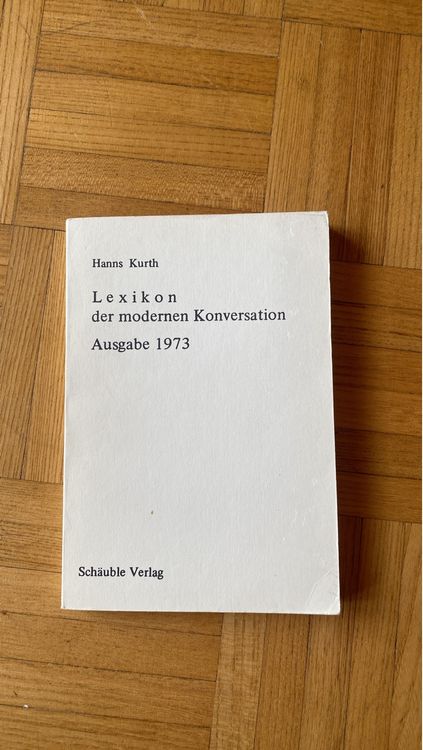 Hanns Kurth
Lexikon
der modernen Konversation
Ausgabe 1973
Schäuble Verlag